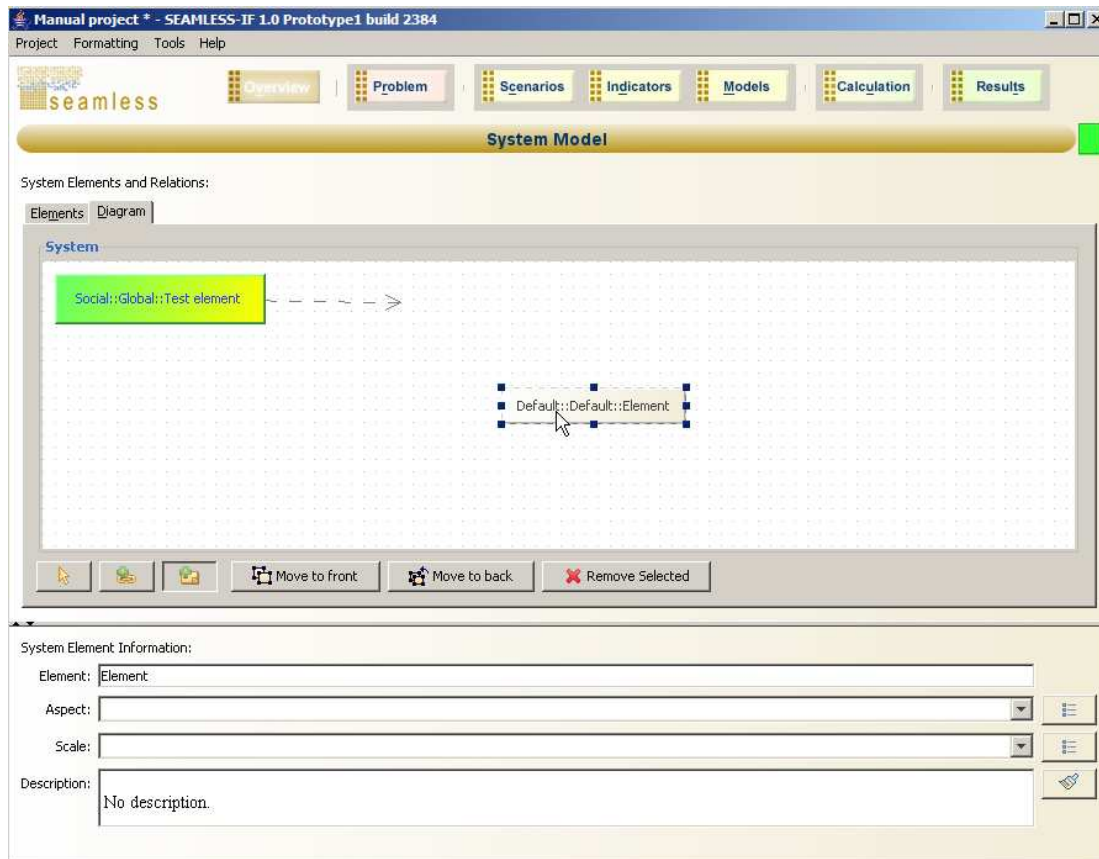 Manual project * - SEAMLESS-IF 1.0 Prototype1 build 2384
Project Formatting Tools Help
seamless
Overview Problem Scenarios Indicators Models Calculation Results
System Model
System Elements and Relations:
Elements Diagram
System
Social::Global::Test element
Default::Default::Element
Move to front Move to back Remove Selected
System Element Information:
Element: Element
Aspect:
Scale:
Description:
No description.